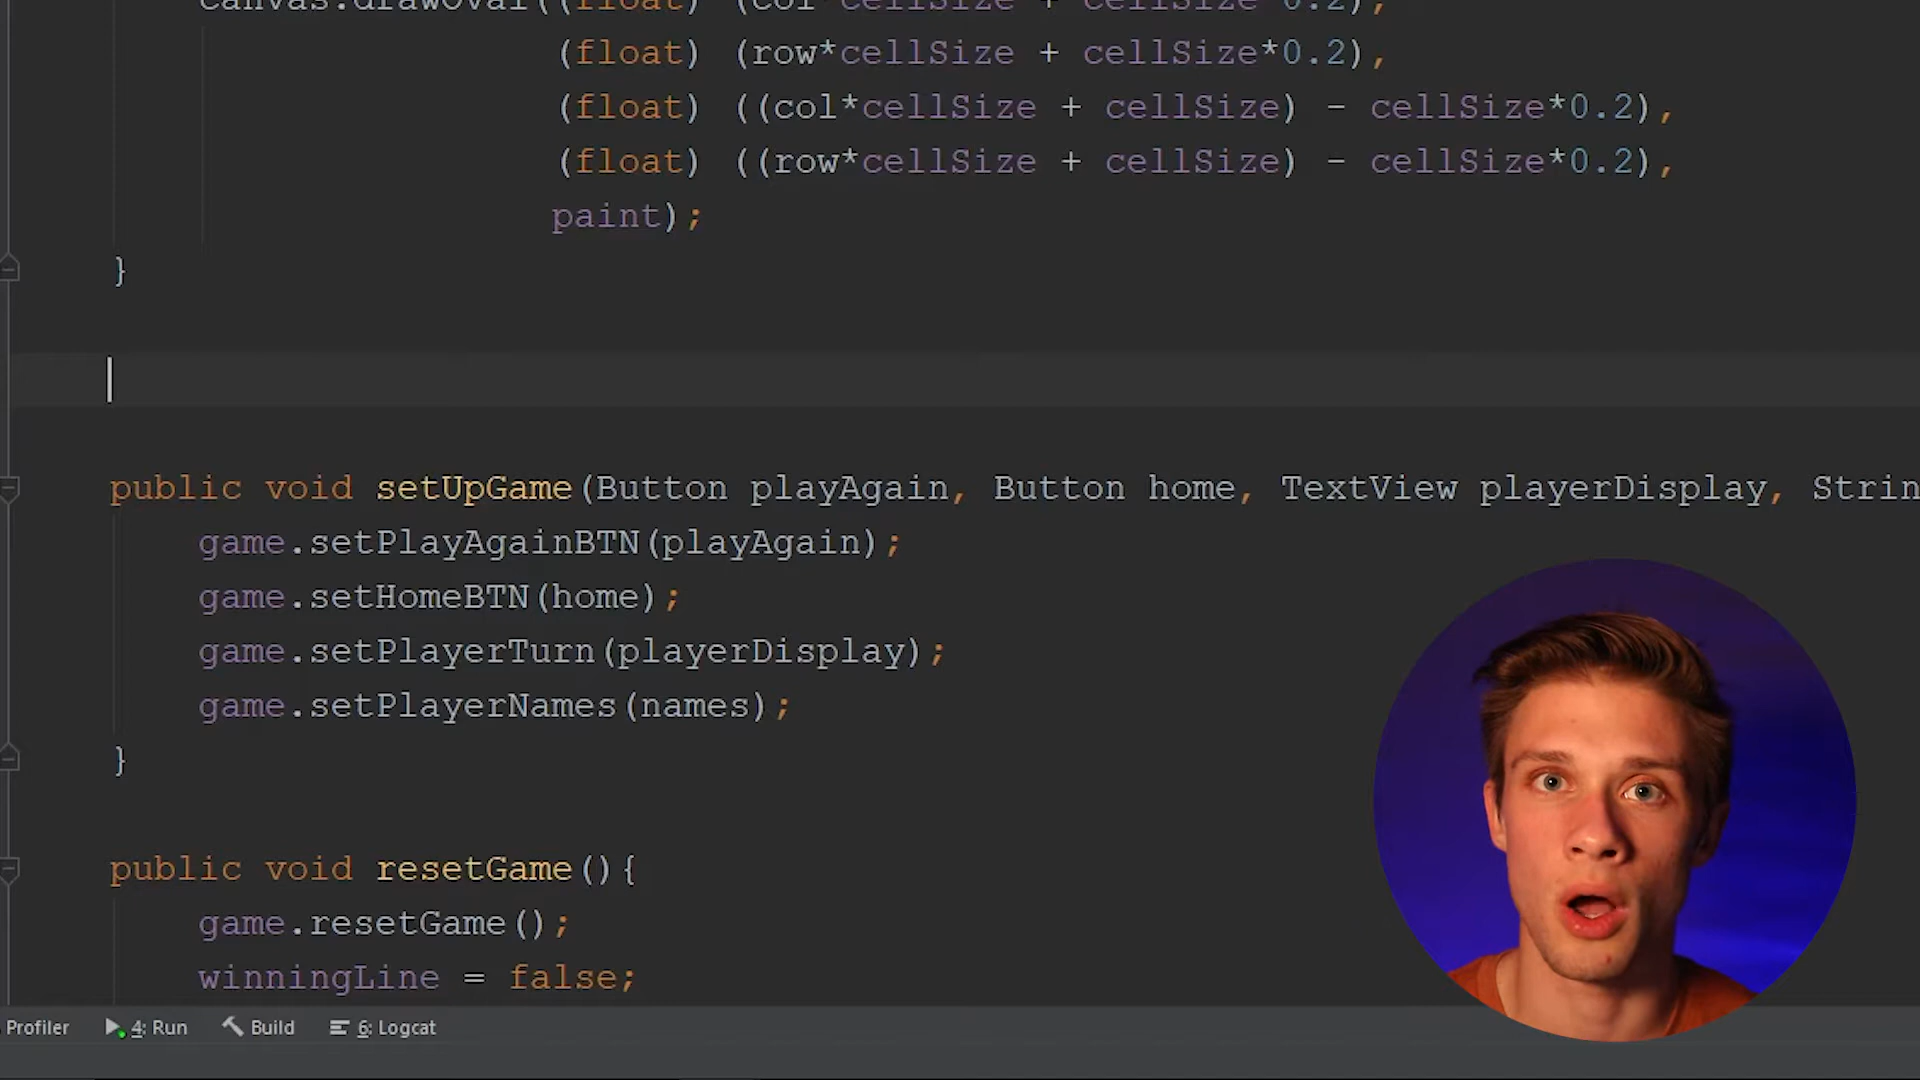 canvas.drawOval((float) (col*cellSize + cellSize*0.2),
(float) (row*cellSize + cellSize*0.2),
(float) ((col*cellSize + cellSize) - cellSize*0.2),
(float) ((row*cellSize + cellSize) - cellSize*0.2),
paint);
}
public void setUpGame(Button playAgain, Button home, TextView playerDisplay, Strin
game.setPlayAgainBTN(playAgain);
game.setHomeBTN(home);
game.setPlayerTurn(playerDisplay);
game.setPlayerNames(names);
}
public void resetGame(){
game.resetGame();
winningLine = false;
Profiler 4: Run Build 6: Logcat